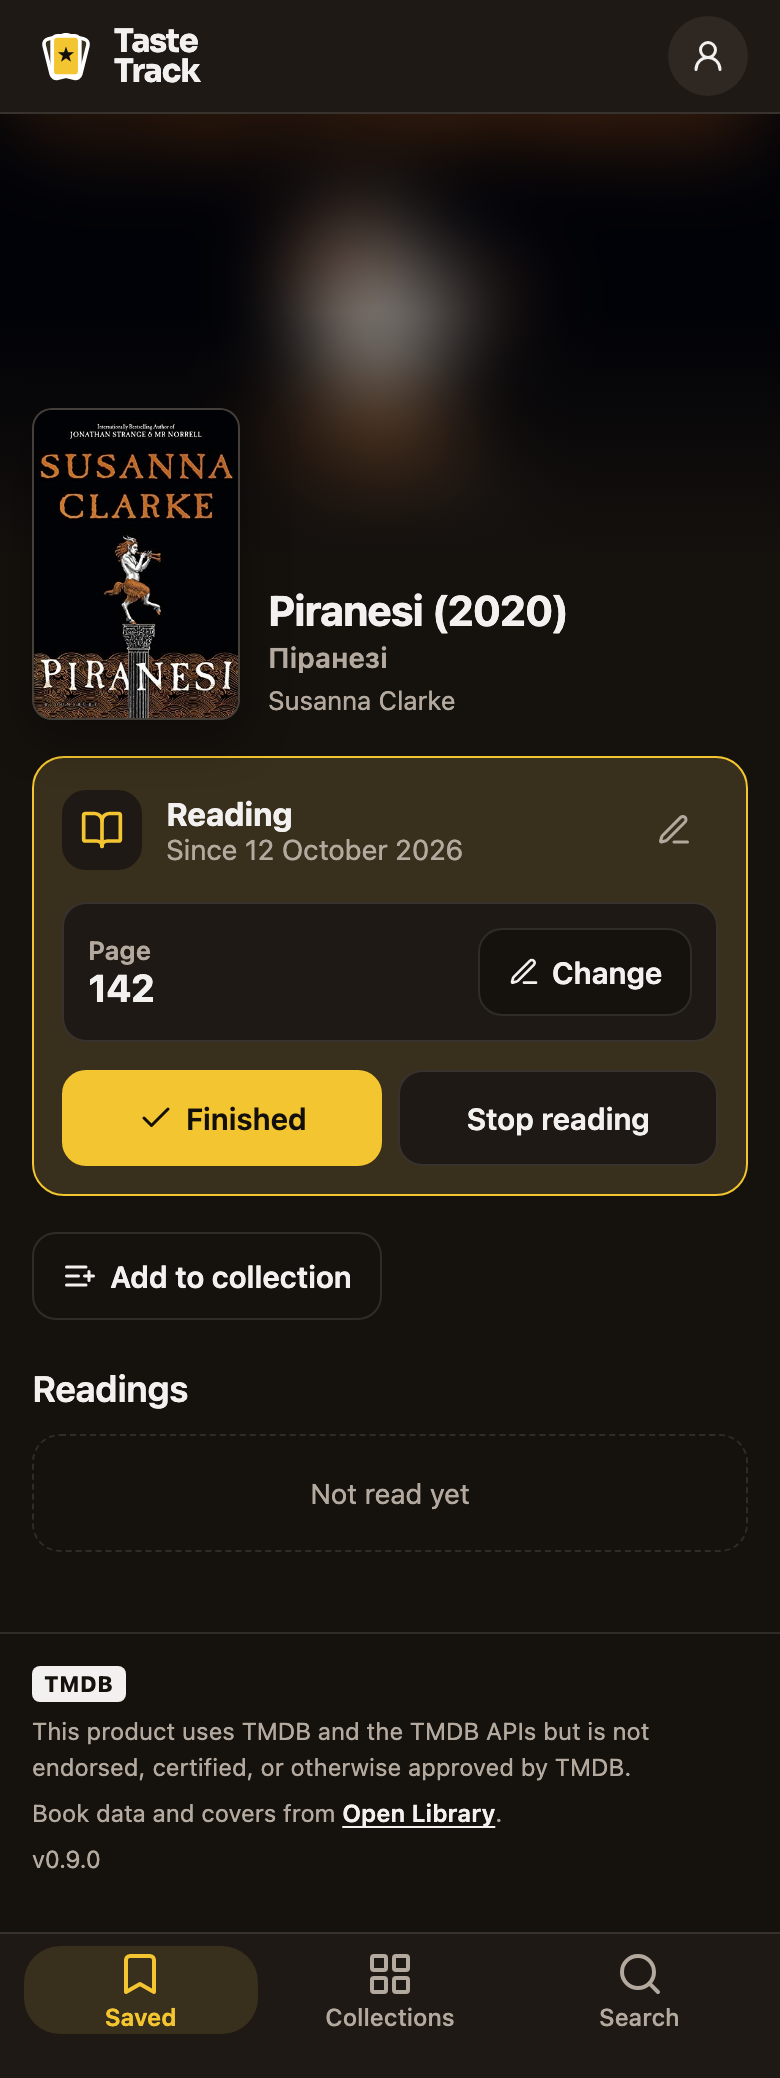 Taste
Track
Internationally Bestselling Author of
JONATHAN STRANGE & MR NORRELL
SUSANNA
CLARKE
PIRANESI
BLOOMSBURY
Piranesi (2020)
Піранезі
Susanna Clarke
Reading
Since 12 October 2026
Page
142
Change
Finished
Stop reading
Add to collection
Readings
Not read yet
TMDB
This product uses TMDB and the TMDB APIs but is not
endorsed, certified, or otherwise approved by TMDB.
Book data and covers from Open Library.
v0.9.0
Saved
Collections
Search